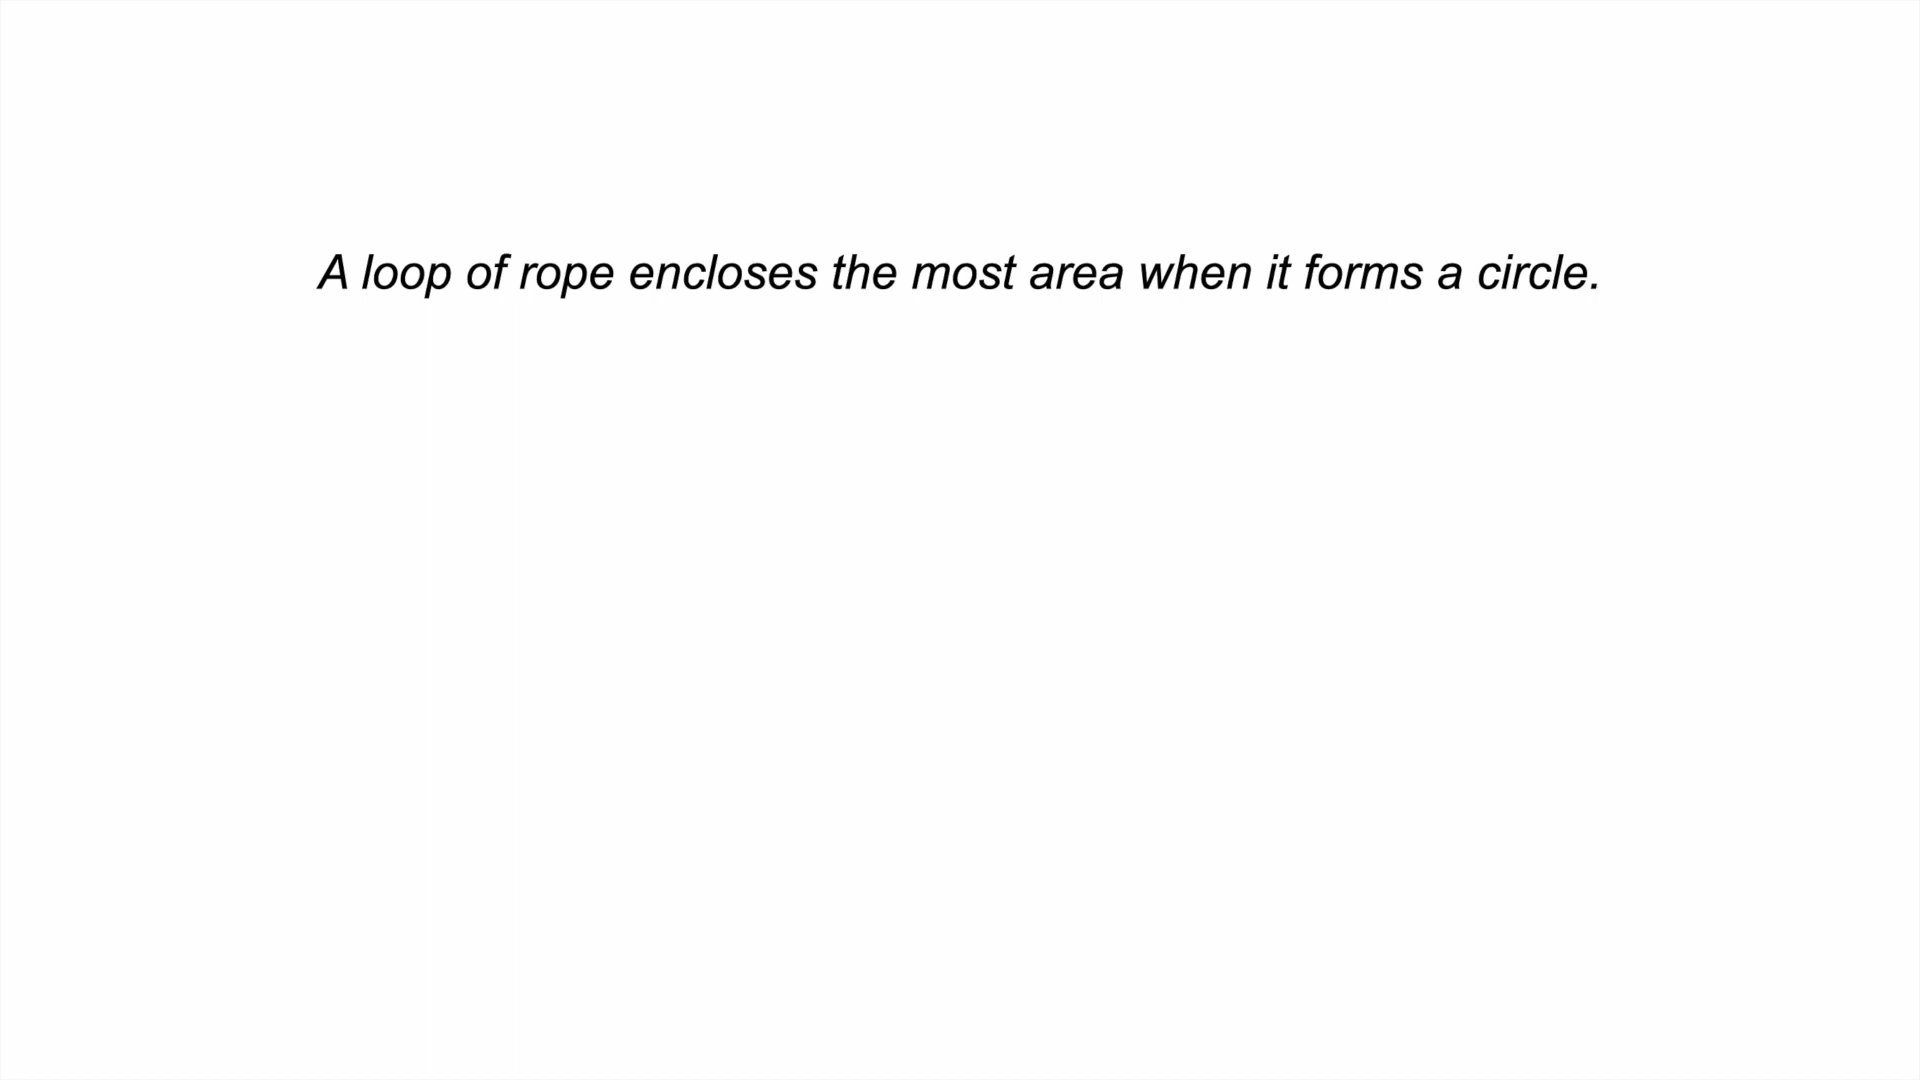 A loop of rope encloses the most area when it forms a circle.